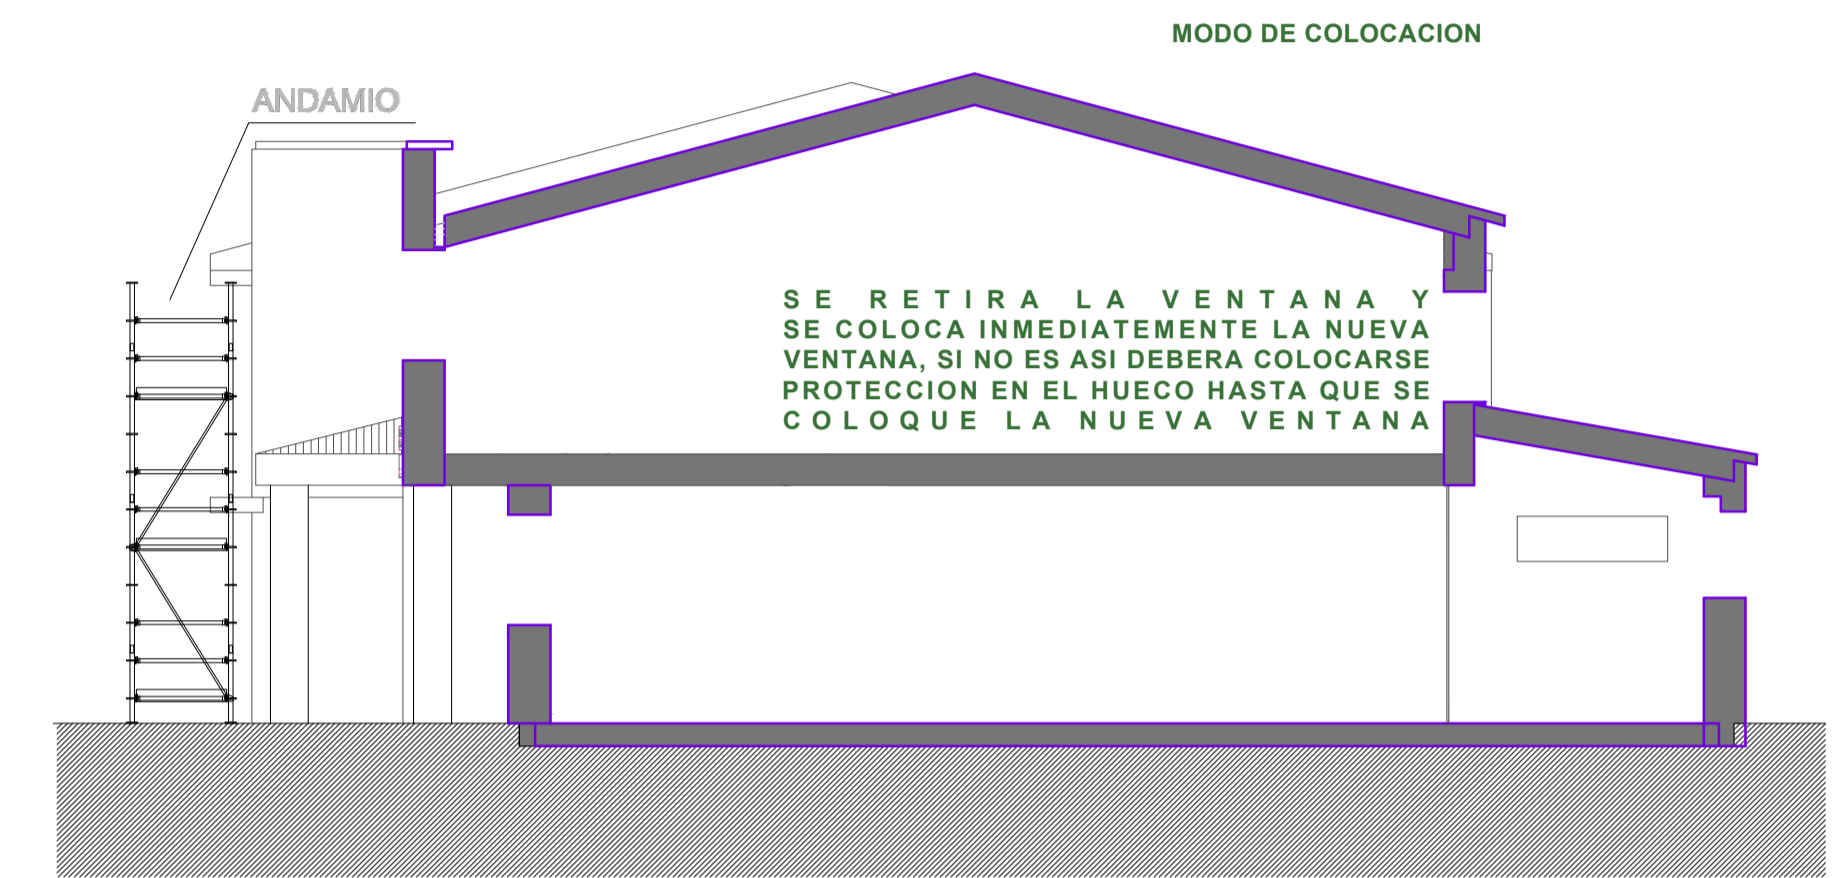 MODO DE COLOCACION
ANDAMIO
SE RETIRA LA VENTANA Y
SE COLOCA INMEDIATEMENTE LA NUEVA
VENTANA, SI NO ES ASI DEBERA COLOCARSE
PROTECCION EN EL HUECO HASTA QUE SE
COLOQUE LA NUEVA VENTANA